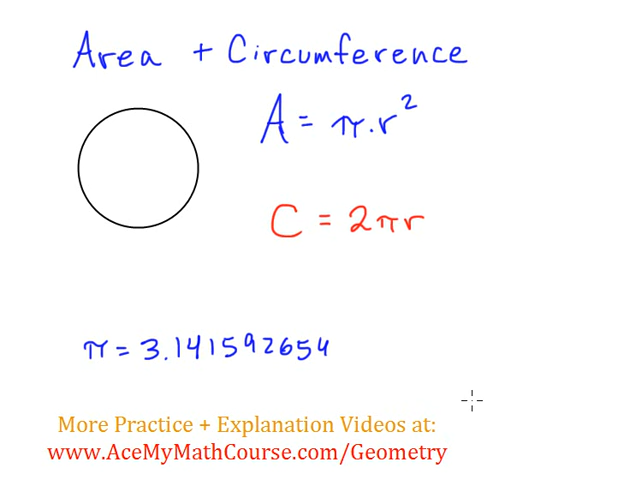 Area + Circumference
A = π · r²
C = 2πr
π = 3.141592654
More Practice + Explanation Videos at:
www.AceMyMathCourse.com/Geometry